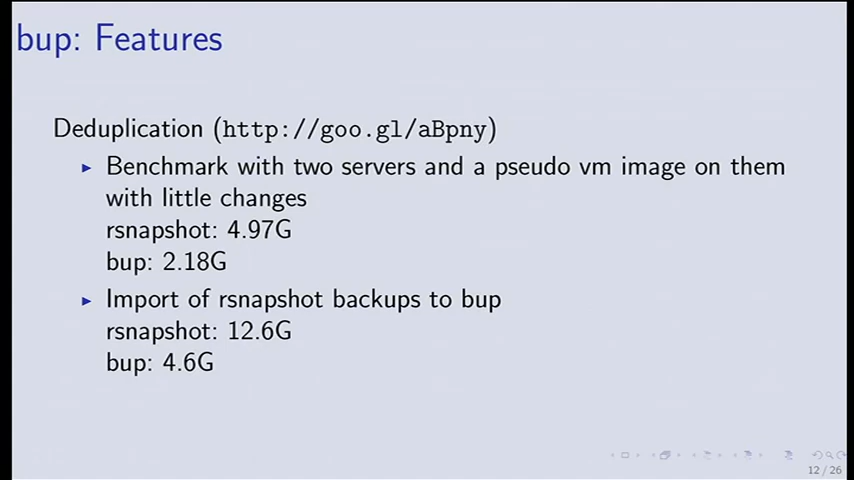 bup: Features
Deduplication (http://goo.gl/aBpny)
Benchmark with two servers and a pseudo vm image on them
with little changes
rsnapshot: 4.97G
bup: 2.18G
Import of rsnapshot backups to bup
rsnapshot: 12.6G
bup: 4.6G
12 / 26